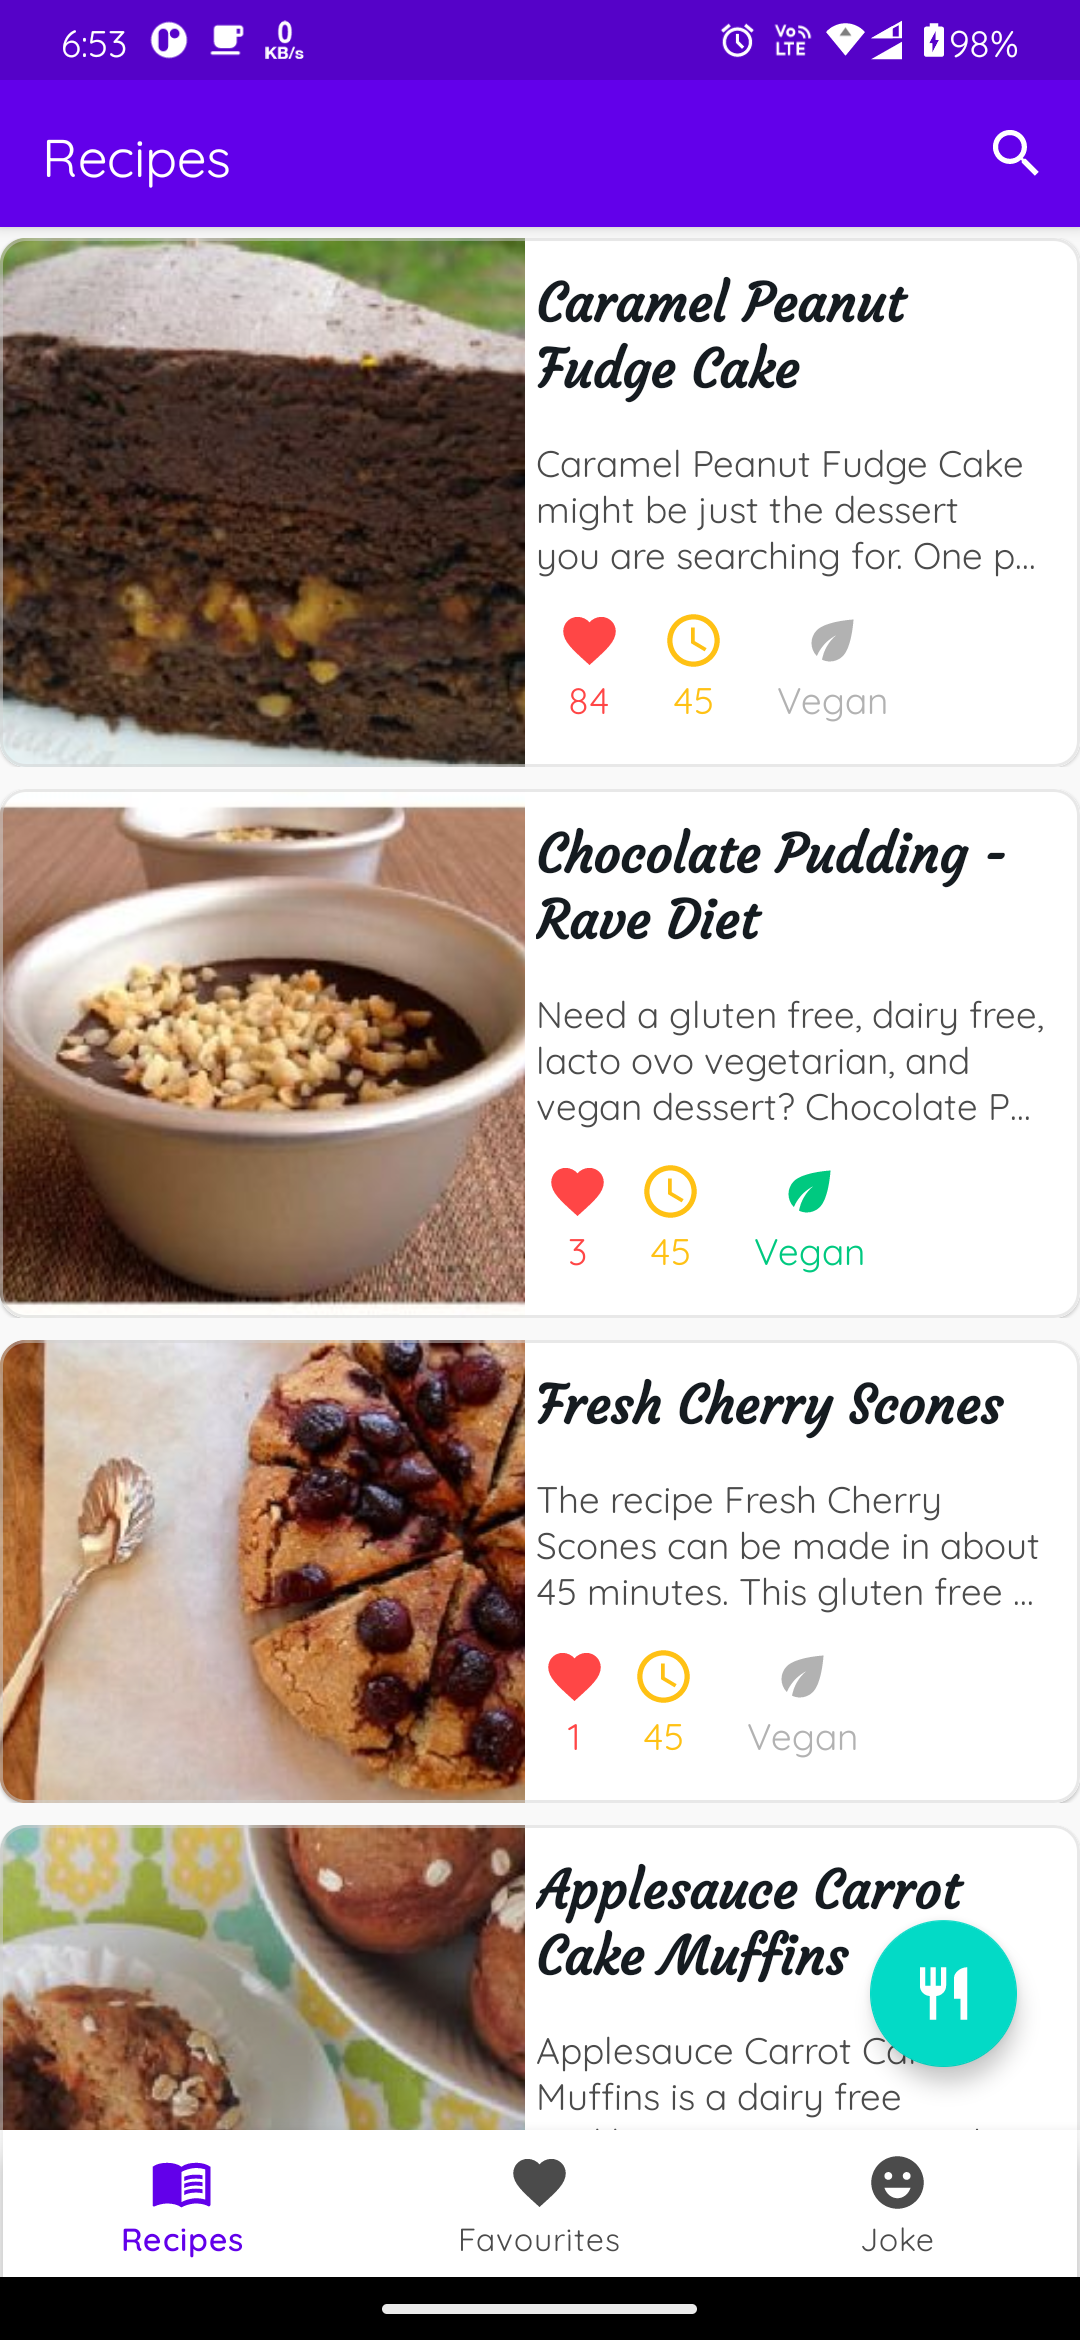 6:53
0
KB/s
Vo
LTE
98%
Recipes
Caramel Peanut
Fudge Cake
Caramel Peanut Fudge Cake
might be just the dessert
you are searching for. One p...
84
45
Vegan
Chocolate Pudding -
Rave Diet
Need a gluten free, dairy free,
lacto ovo vegetarian, and
vegan dessert? Chocolate P...
3
45
Vegan
Fresh Cherry Scones
The recipe Fresh Cherry
Scones can be made in about
45 minutes. This gluten free ...
1
45
Vegan
Applesauce Carrot
Cake Muffins
Applesauce Carrot
Muffins is a dairy free
Recipes
Favourites
Joke